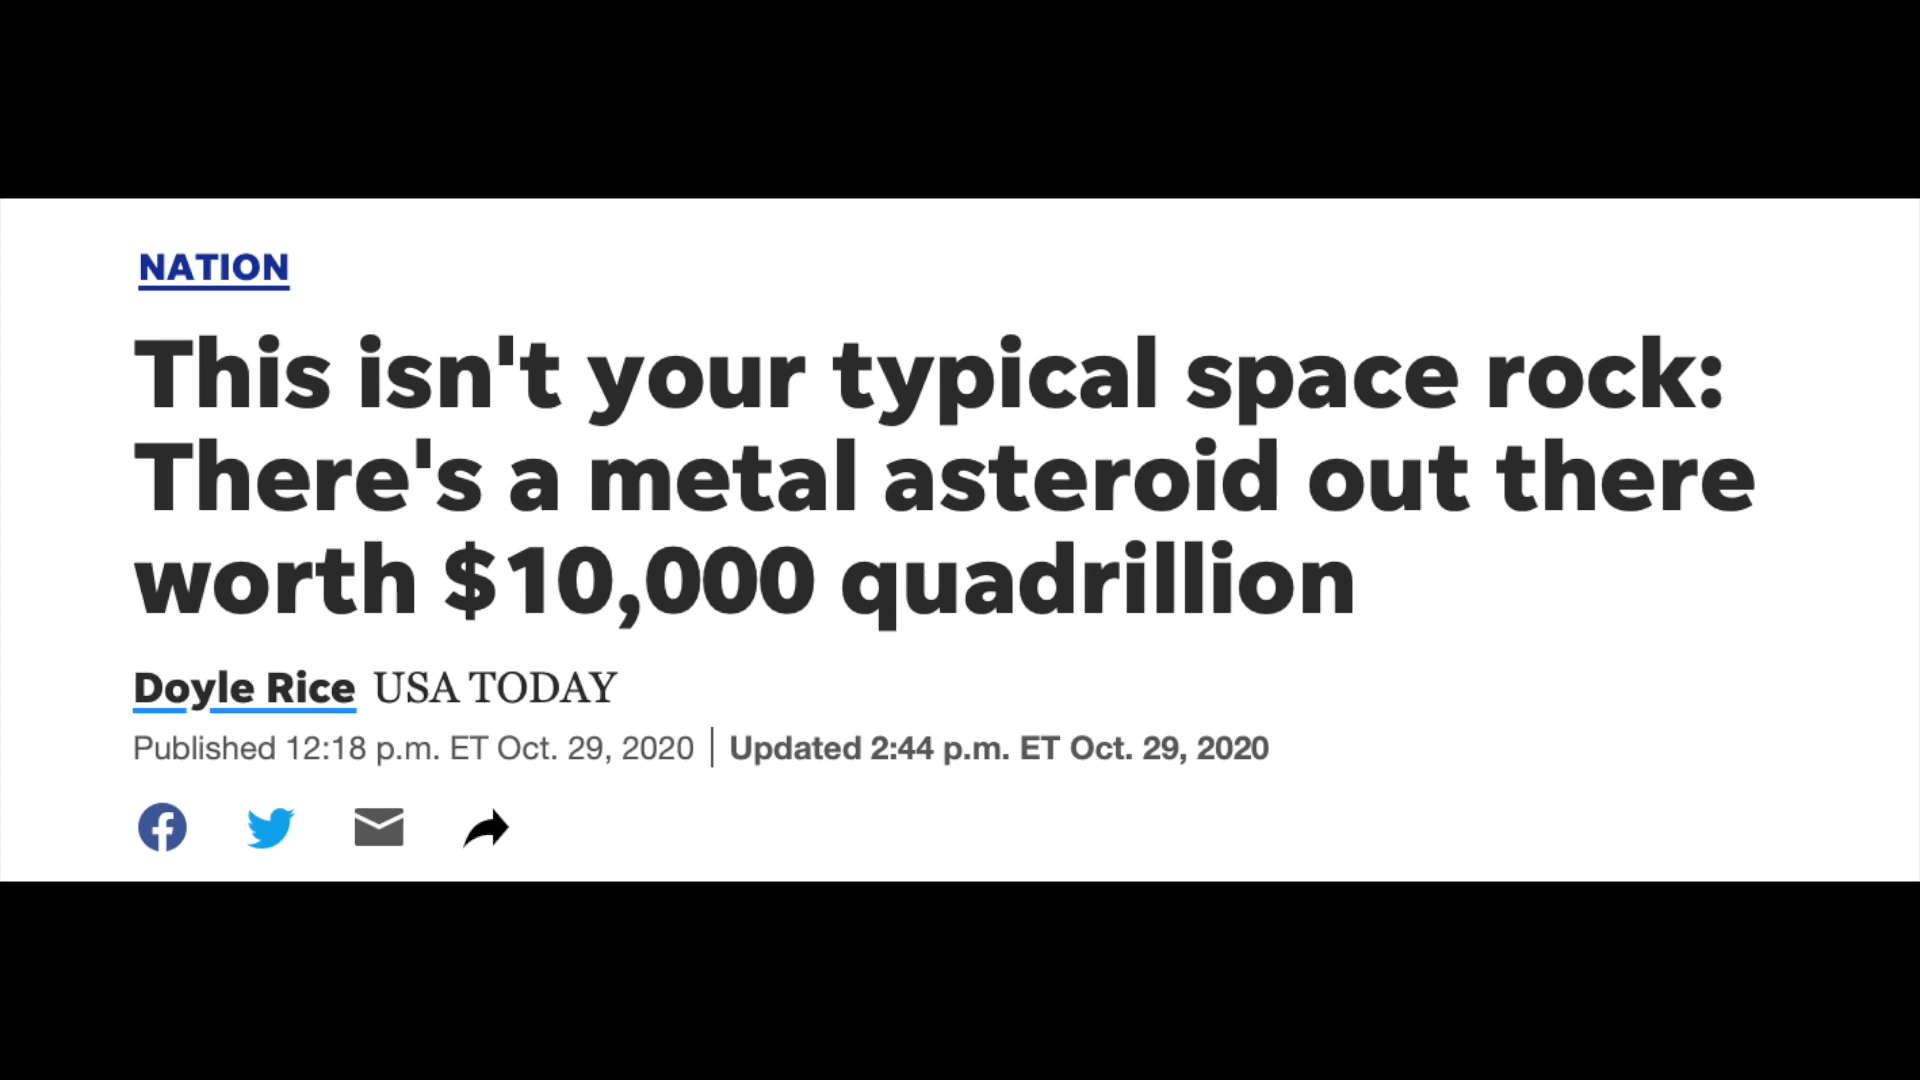 NATION
This isn't your typical space rock:
There's a metal asteroid out there
worth $10,000 quadrillion
Doyle Rice USA TODAY
Published 12:18 p.m. ET Oct. 29, 2020 | Updated 2:44 p.m. ET Oct. 29, 2020